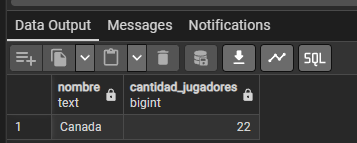 Data Output Messages Notifications
SQL
nombre cantidad_jugadores
text bigint
1 Canada 22